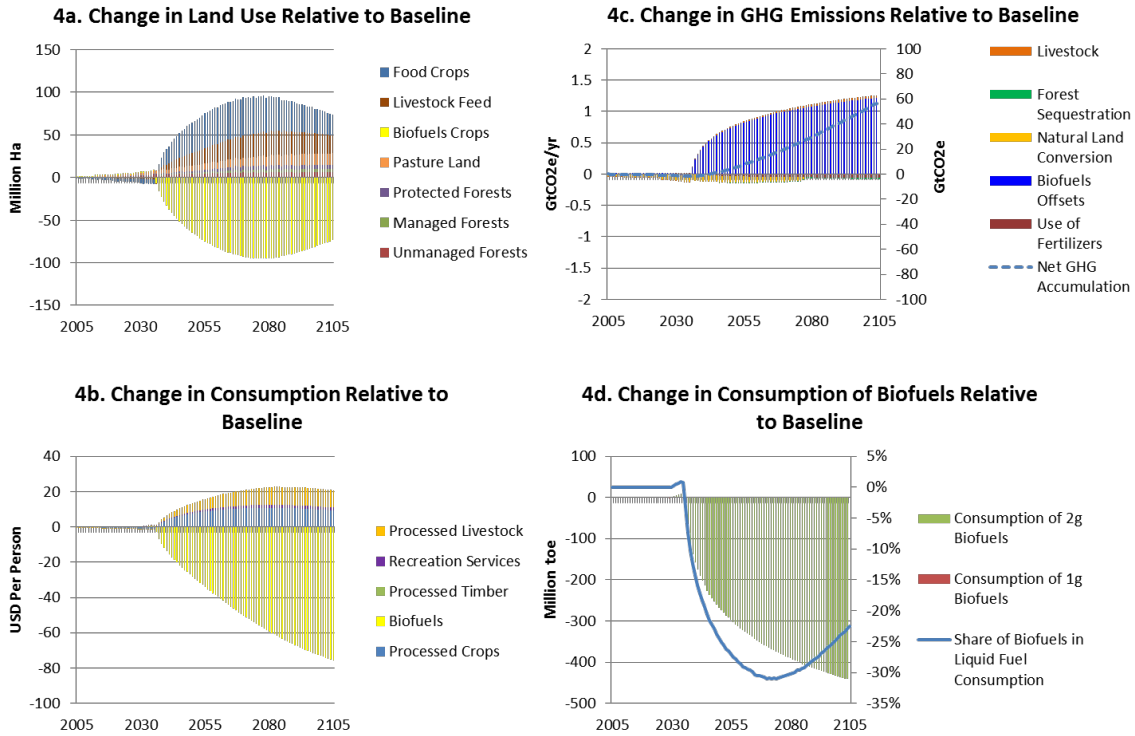 4a. Change in Land Use Relative to Baseline
150
100
50
0
-50
-100
-150
Million Ha
2005 2030 2055 2080 2105
Food Crops
Livestock Feed
Biofuels Crops
Pasture Land
Protected Forests
Managed Forests
Unmanaged Forests
4c. Change in GHG Emissions Relative to Baseline
2
1.5
1
0.5
0
-0.5
-1
-1.5
-2
GtCO2e/yr
100
80
60
40
20
0
-20
-40
-60
-80
-100
GtCO2e
2005 2030 2055 2080 2105
Livestock
Forest
Sequestration
Natural Land
Conversion
Biofuels
Offsets
Use of
Fertilizers
Net GHG
Accumulation
4b. Change in Consumption Relative to
Baseline
40
20
0
-20
-40
-60
-80
-100
USD Per Person
2005 2030 2055 2080 2105
Processed Livestock
Recreation Services
Processed Timber
Biofuels
Processed Crops
4d. Change in Consumption of Biofuels Relative
to Baseline
100
0
-100
-200
-300
-400
-500
Million toe
5%
0%
-5%
-10%
-15%
-20%
-25%
-30%
-35%
2005 2030 2055 2080 2105
Consumption of 2g
Biofuels
Consumption of 1g
Biofuels
Share of Biofuels in
Liquid Fuel
Consumption